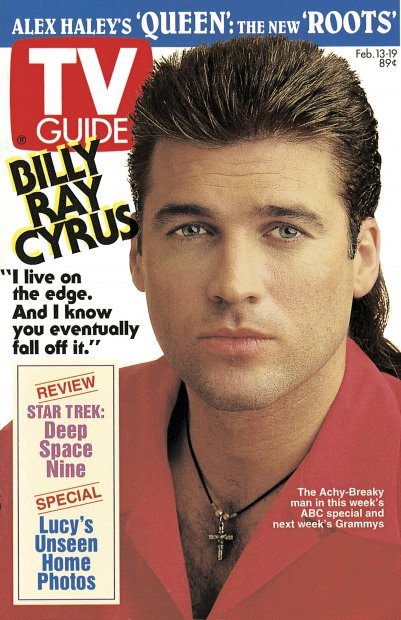 ALEX HALEY'S 'QUEEN': THE NEW 'ROOTS'
Feb. 13-19
89¢
TV
GUIDE
®
BILLY
RAY
CYRUS
"I live on
the edge.
And I know
you eventually
fall off it."
REVIEW
STAR TREK:
Deep
Space
Nine
SPECIAL
Lucy's
Unseen
Home
Photos
The Achy-Breaky
man in this week's
ABC special and
next week's Grammys